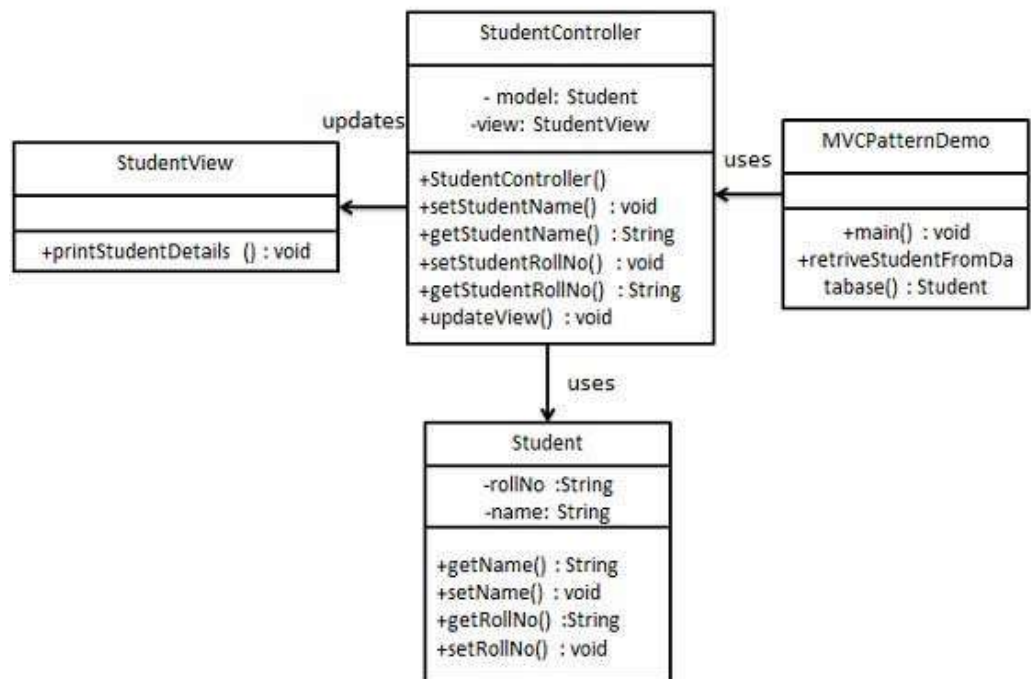 StudentController
- model: Student
-view: StudentView
+StudentController()
+setStudentName() : void
+getStudentName() : String
+setStudentRollNo() : void
+getStudentRollNo() : String
+updateView() : void
updates
StudentView
+printStudentDetails () : void
uses
MVCPatternDemo
+main() : void
+retriveStudentFromDa
tabase() : Student
uses
Student
-rollNo :String
-name: String
+getName() : String
+setName() : void
+getRollNo() :String
+setRollNo() : void